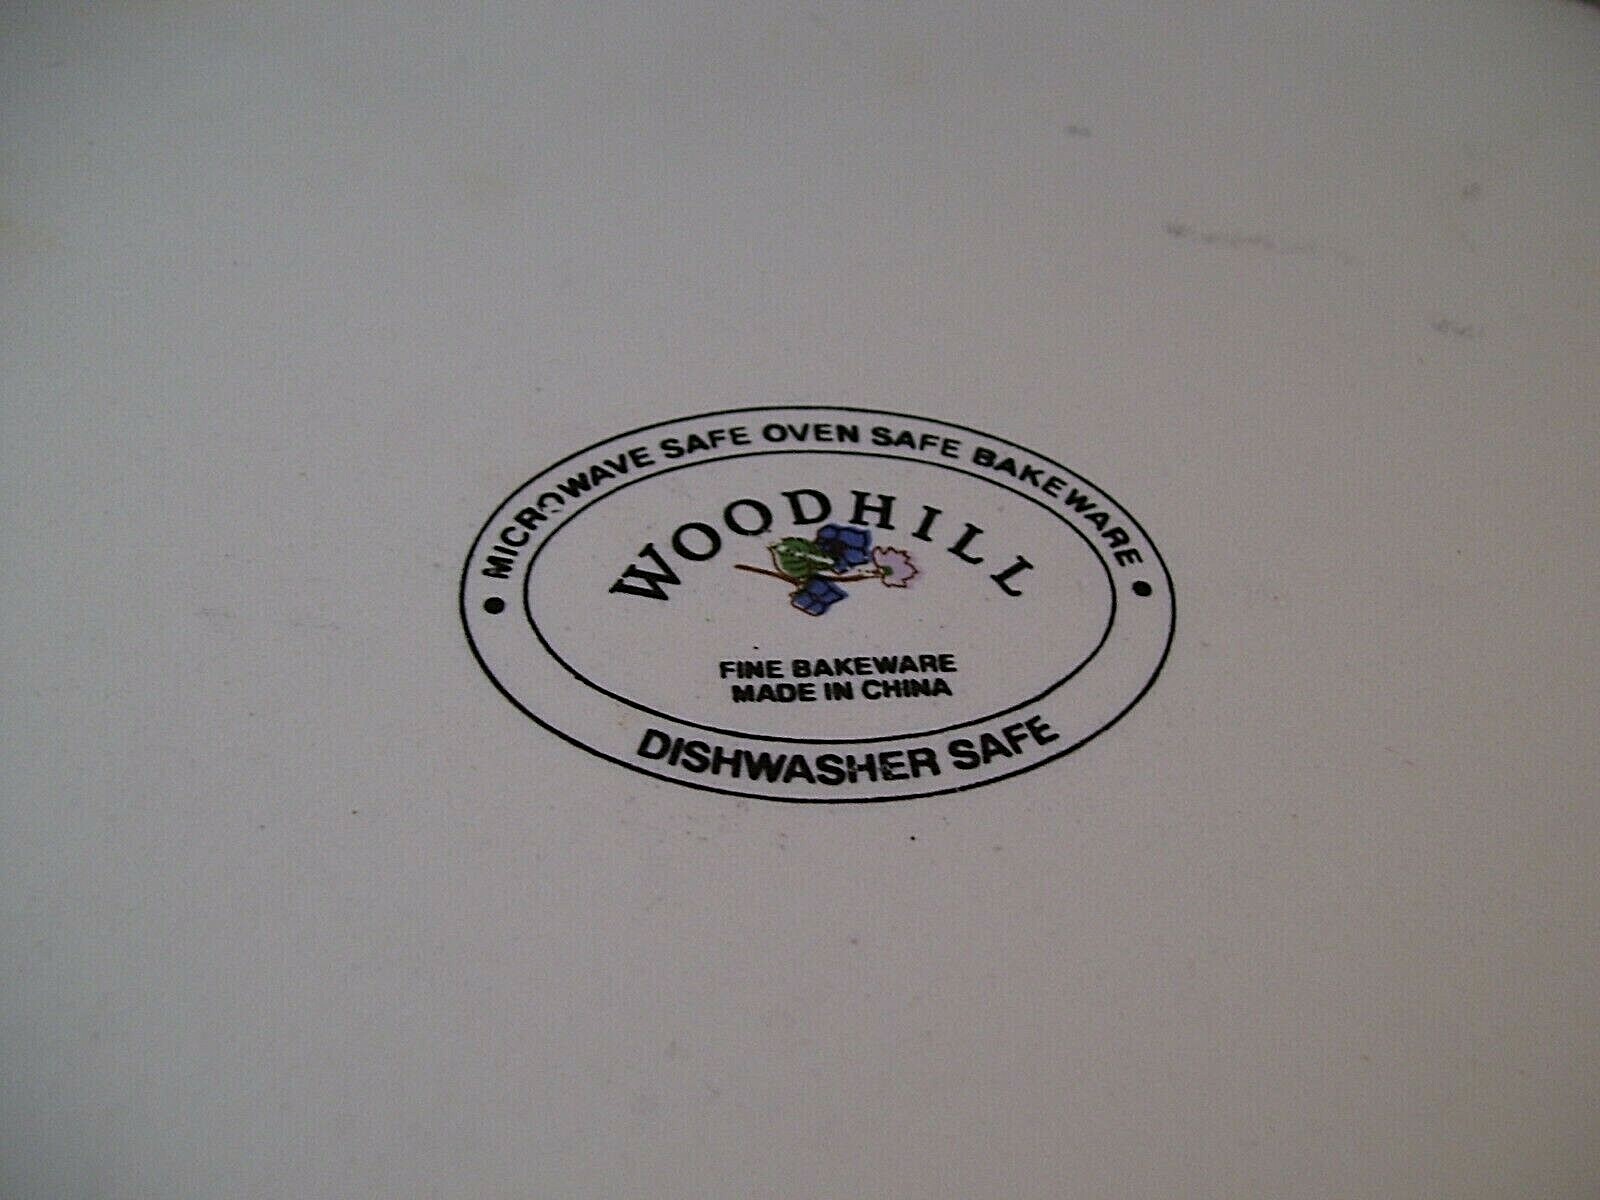 • MICROWAVE SAFE OVEN SAFE BAKEWARE •
WOODHILL
FINE BAKEWARE
MADE IN CHINA
DISHWASHER SAFE